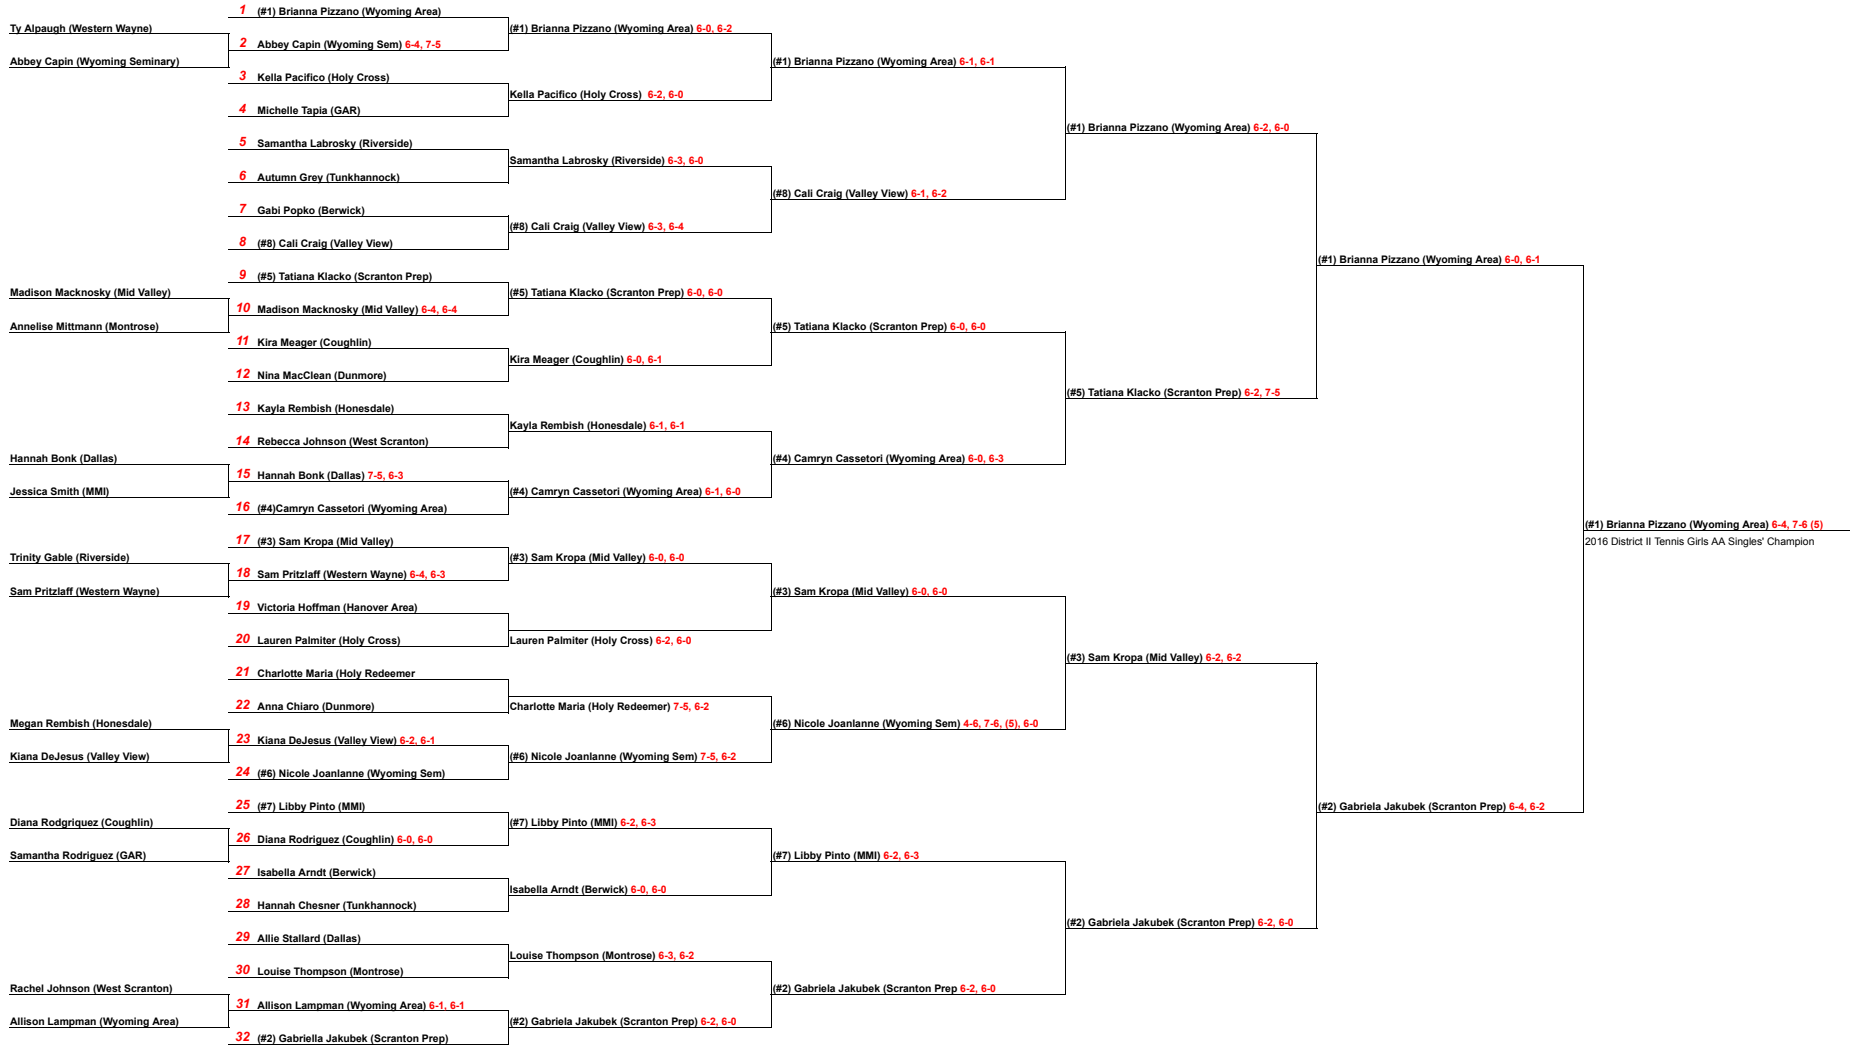 Ty Alpaugh (Western Wayne)
Abbey Capin (Wyoming Seminary)
Madison Macknosky (Mid Valley)
Annelise Mittmann (Montrose)
Hannah Bonk (Dallas)
Jessica Smith (MMI)
Trinity Gable (Riverside)
Sam Pritzlaff (Western Wayne)
Megan Rembish (Honesdale)
Kiana DeJesus (Valley View)
Diana Rodgriquez (Coughlin)
Samantha Rodriguez (GAR)
Rachel Johnson (West Scranton)
Allison Lampman (Wyoming Area)
1 (#1) Brianna Pizzano (Wyoming Area)
2 Abbey Capin (Wyoming Sem) 6-4, 7-5
3 Kella Pacifico (Holy Cross)
4 Michelle Tapia (GAR)
5 Samantha Labrosky (Riverside)
6 Autumn Grey (Tunkhannock)
7 Gabi Popko (Berwick)
8 (#8) Cali Craig (Valley View)
9 (#5) Tatiana Klacko (Scranton Prep)
10 Madison Macknosky (Mid Valley) 6-4, 6-4
11 Kira Meager (Coughlin)
12 Nina MacClean (Dunmore)
13 Kayla Rembish (Honesdale)
14 Rebecca Johnson (West Scranton)
15 Hannah Bonk (Dallas) 7-5, 6-3
16 (#4)Camryn Cassetori (Wyoming Area)
17 (#3) Sam Kropa (Mid Valley)
18 Sam Pritzlaff (Western Wayne) 6-4, 6-3
19 Victoria Hoffman (Hanover Area)
20 Lauren Palmiter (Holy Cross)
21 Charlotte Maria (Holy Redeemer
22 Anna Chiaro (Dunmore)
23 Kiana DeJesus (Valley View) 6-2, 6-1
24 (#6) Nicole Joanlanne (Wyoming Sem)
25 (#7) Libby Pinto (MMI)
26 Diana Rodriguez (Coughlin) 6-0, 6-0
27 Isabella Arndt (Berwick)
28 Hannah Chesner (Tunkhannock)
29 Allie Stallard (Dallas)
30 Louise Thompson (Montrose)
31 Allison Lampman (Wyoming Area) 6-1, 6-1
32 (#2) Gabriella Jakubek (Scranton Prep)
(#1) Brianna Pizzano (Wyoming Area) 6-0, 6-2
Kella Pacifico (Holy Cross) 6-2, 6-0
Samantha Labrosky (Riverside) 6-3, 6-0
(#8) Cali Craig (Valley View) 6-3, 6-4
(#5) Tatiana Klacko (Scranton Prep) 6-0, 6-0
Kira Meager (Coughlin) 6-0, 6-1
Kayla Rembish (Honesdale) 6-1, 6-1
(#4) Camryn Cassetori (Wyoming Area) 6-1, 6-0
(#3) Sam Kropa (Mid Valley) 6-0, 6-0
Lauren Palmiter (Holy Cross) 6-2, 6-0
Charlotte Maria (Holy Redeemer) 7-5, 6-2
(#6) Nicole Joanlanne (Wyoming Sem) 7-5, 6-2
(#7) Libby Pinto (MMI) 6-2, 6-3
Isabella Arndt (Berwick) 6-0, 6-0
Louise Thompson (Montrose) 6-3, 6-2
(#2) Gabriela Jakubek (Scranton Prep) 6-2, 6-0
(#1) Brianna Pizzano (Wyoming Area) 6-1, 6-1
(#8) Cali Craig (Valley View) 6-1, 6-2
(#5) Tatiana Klacko (Scranton Prep) 6-0, 6-0
(#4) Camryn Cassetori (Wyoming Area) 6-0, 6-3
(#3) Sam Kropa (Mid Valley) 6-0, 6-0
(#6) Nicole Joanlanne (Wyoming Sem) 4-6, 7-6, (5), 6-0
(#7) Libby Pinto (MMI) 6-2, 6-3
(#2) Gabriela Jakubek (Scranton Prep 6-2, 6-0
(#1) Brianna Pizzano (Wyoming Area) 6-2, 6-0
(#5) Tatiana Klacko (Scranton Prep) 6-2, 7-5
(#3) Sam Kropa (Mid Valley) 6-2, 6-2
(#2) Gabriela Jakubek (Scranton Prep) 6-2, 6-0
(#1) Brianna Pizzano (Wyoming Area) 6-0, 6-1
(#2) Gabriela Jakubek (Scranton Prep) 6-4, 6-2
(#1) Brianna Pizzano (Wyoming Area) 6-4, 7-6 (5)
2016 District II Tennis Girls AA Singles' Champion